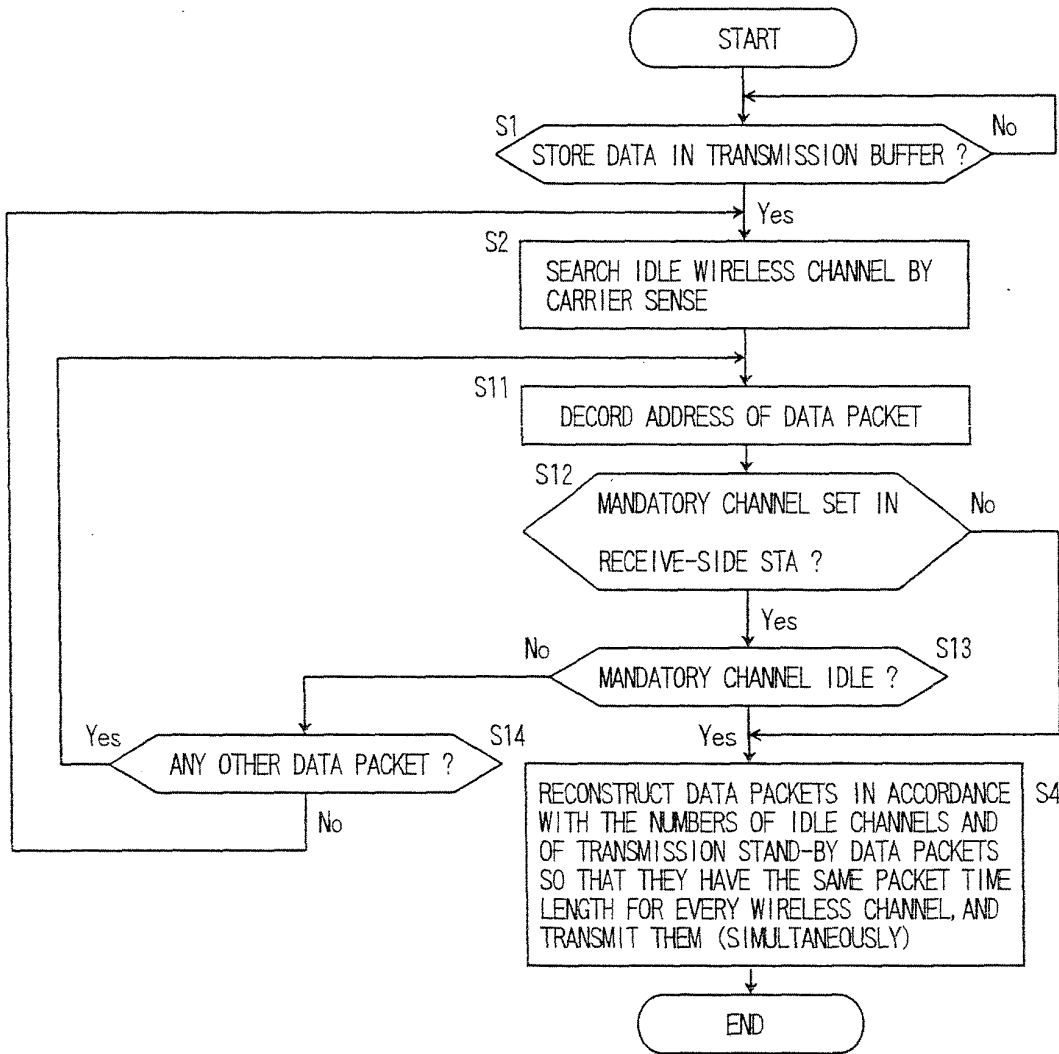 START
S1
No
STORE DATA IN TRANSMISSION BUFFER ?
Yes
S2
SEARCH IDLE WIRELESS CHANNEL BY
CARRIER SENSE
S11
DECORD ADDRESS OF DATA PACKET
S12
No
MANDATORY CHANNEL SET IN
RECEIVE-SIDE STA ?
Yes
No
S13
MANDATORY CHANNEL IDLE ?
Yes
Yes
S14
ANY OTHER DATA PACKET ?
No
RECONSTRUCT DATA PACKETS IN ACCORDANCE
WITH THE NUMBERS OF IDLE CHANNELS AND
OF TRANSMISSION STAND-BY DATA PACKETS
SO THAT THEY HAVE THE SAME PACKET TIME
LENGTH FOR EVERY WIRELESS CHANNEL, AND
TRANSMIT THEM (SIMULTANEOUSLY)
S4
END